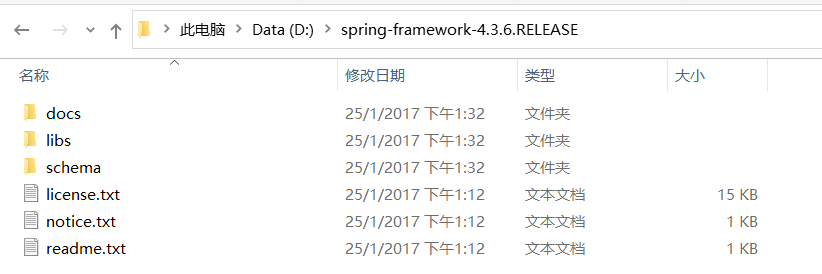 此电脑 > Data (D:) > spring-framework-4.3.6.RELEASE
名称 修改日期 类型 大小
docs 25/1/2017 下午1:32 文件夹
libs 25/1/2017 下午1:32 文件夹
schema 25/1/2017 下午1:32 文件夹
license.txt 25/1/2017 下午1:12 文本文档 15 KB
notice.txt 25/1/2017 下午1:12 文本文档 1 KB
readme.txt 25/1/2017 下午1:12 文本文档 1 KB